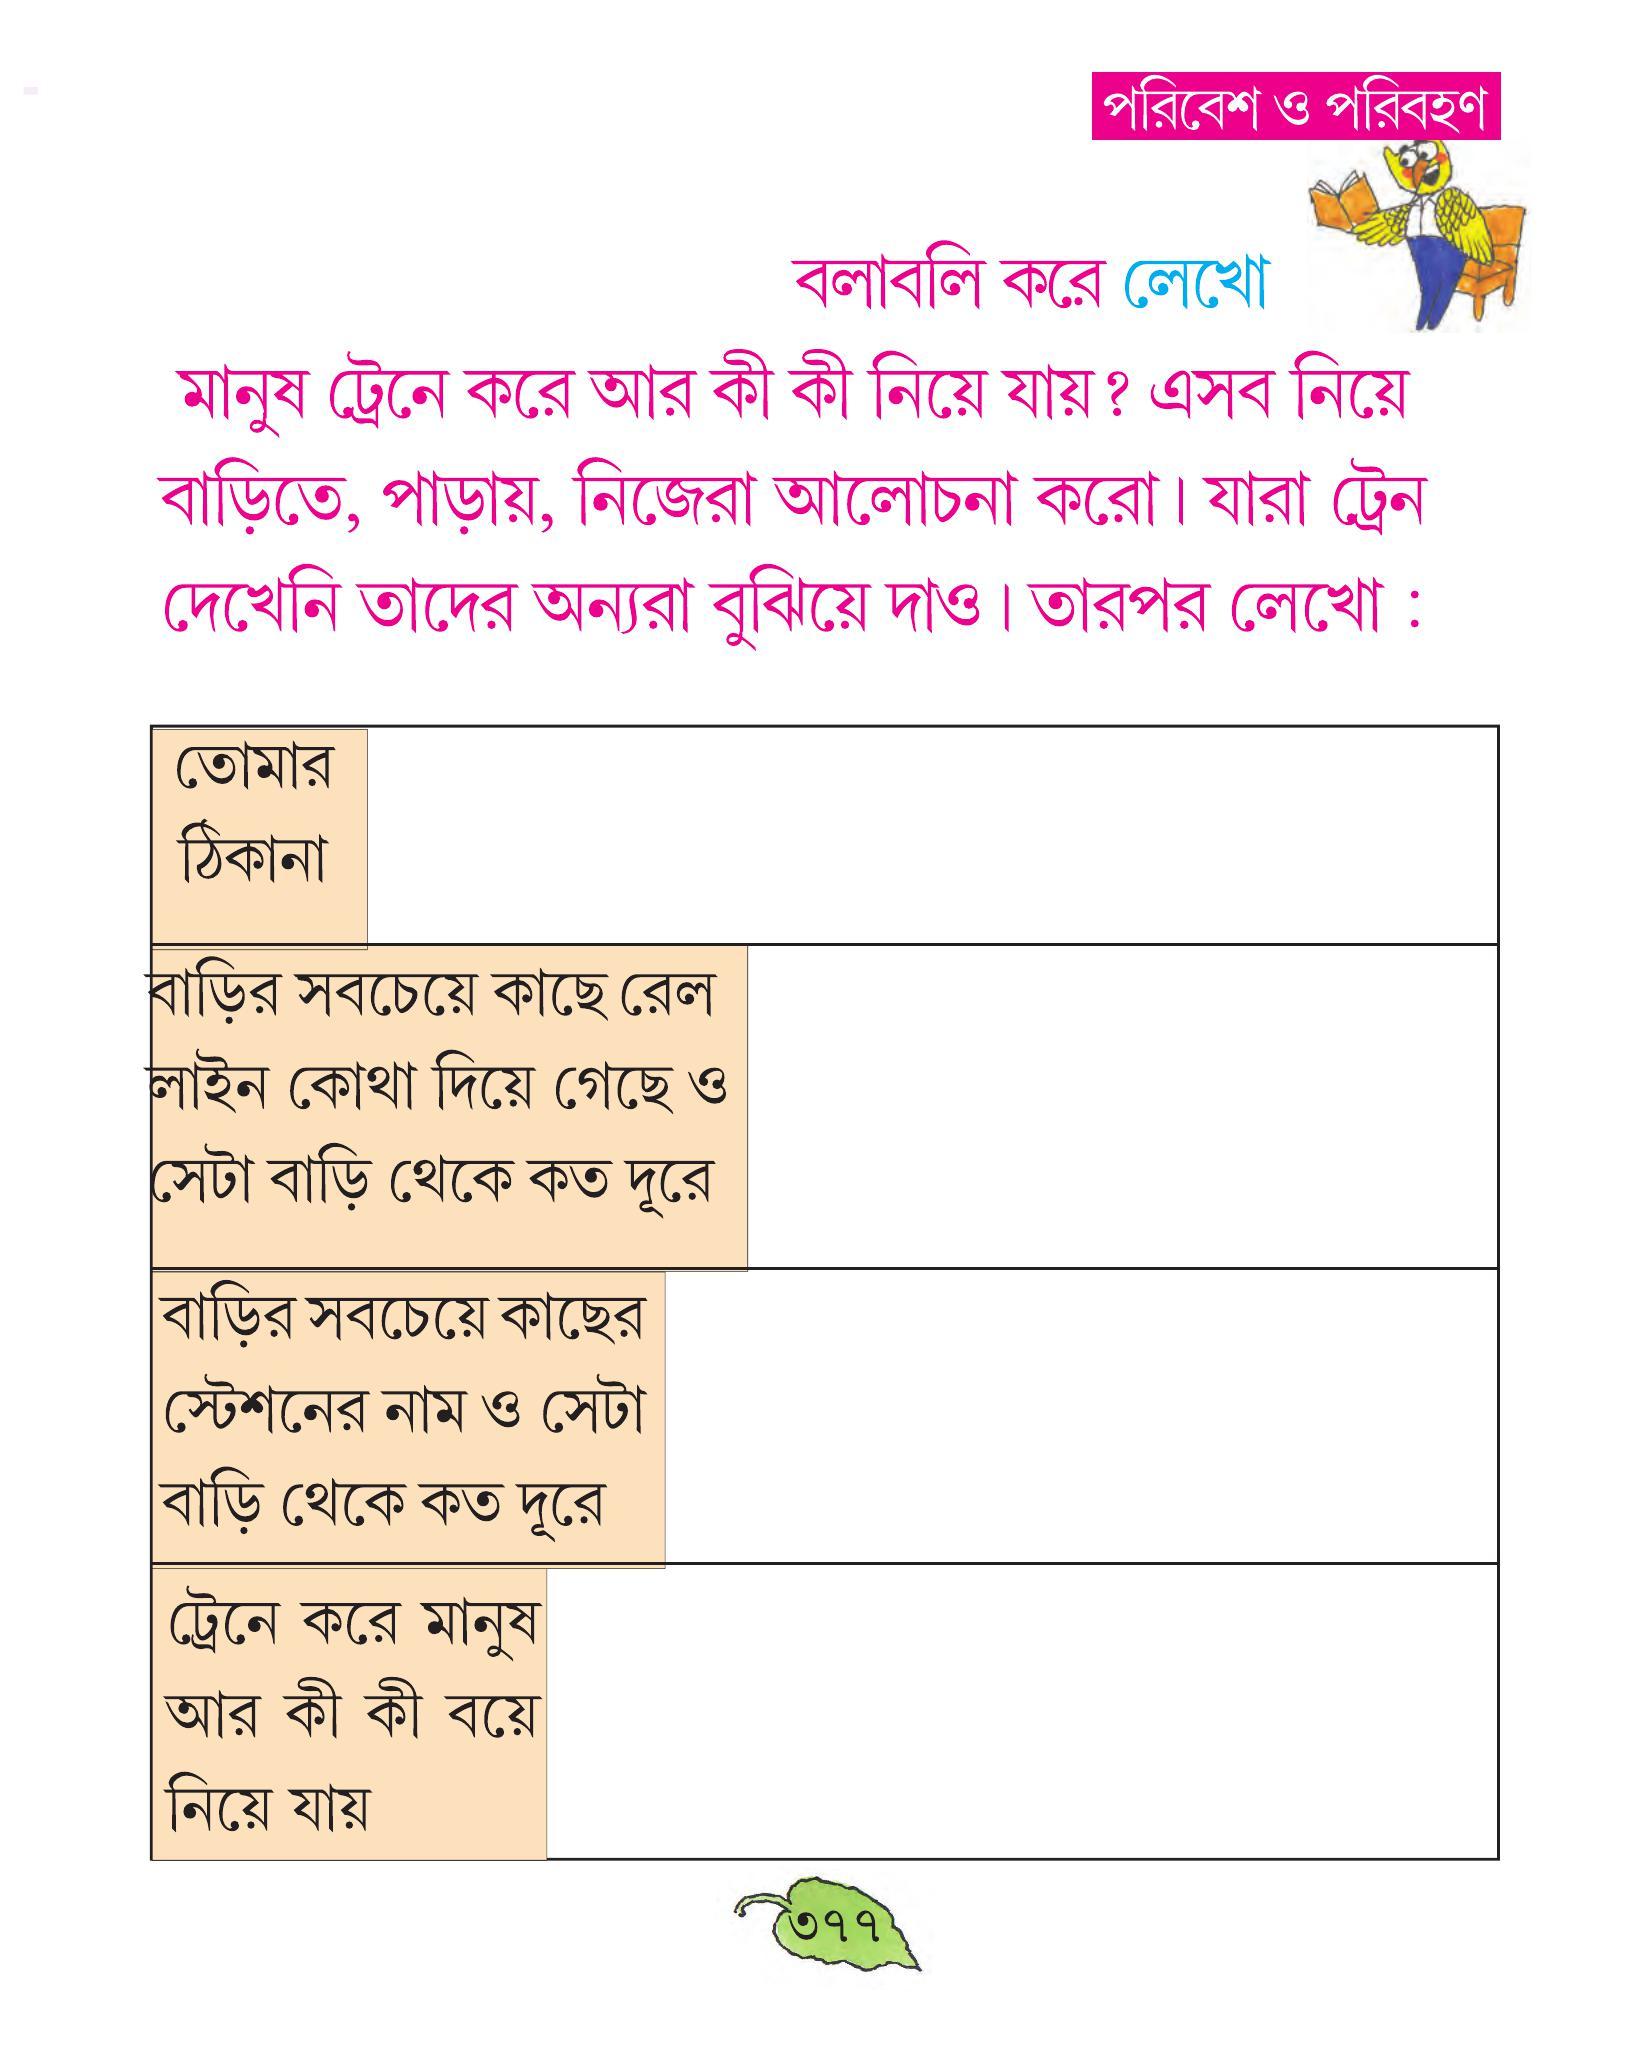 পরিবেশ ও পরিবহণ
বলাবলি করে লেখো
মানুষ ট্রেনে করে আর কী কী নিয়ে যায়? এসব নিয়ে
বাড়িতে, পাড়ায়, নিজেরা আলোচনা করো। যারা ট্রেন
দেখেনি তাদের অন্যরা বুঝিয়ে দাও। তারপর লেখো :
তোমার
ঠিকানা
বাড়ির সবচেয়ে কাছে রেল
লাইন কোথা দিয়ে গেছে ও
সেটা বাড়ি থেকে কত দূরে
বাড়ির সবচেয়ে কাছের
স্টেশনের নাম ও সেটা
বাড়ি থেকে কত দূরে
ট্রেনে করে মানুষ
আর কী কী বয়ে
নিয়ে যায়
৩৭৭